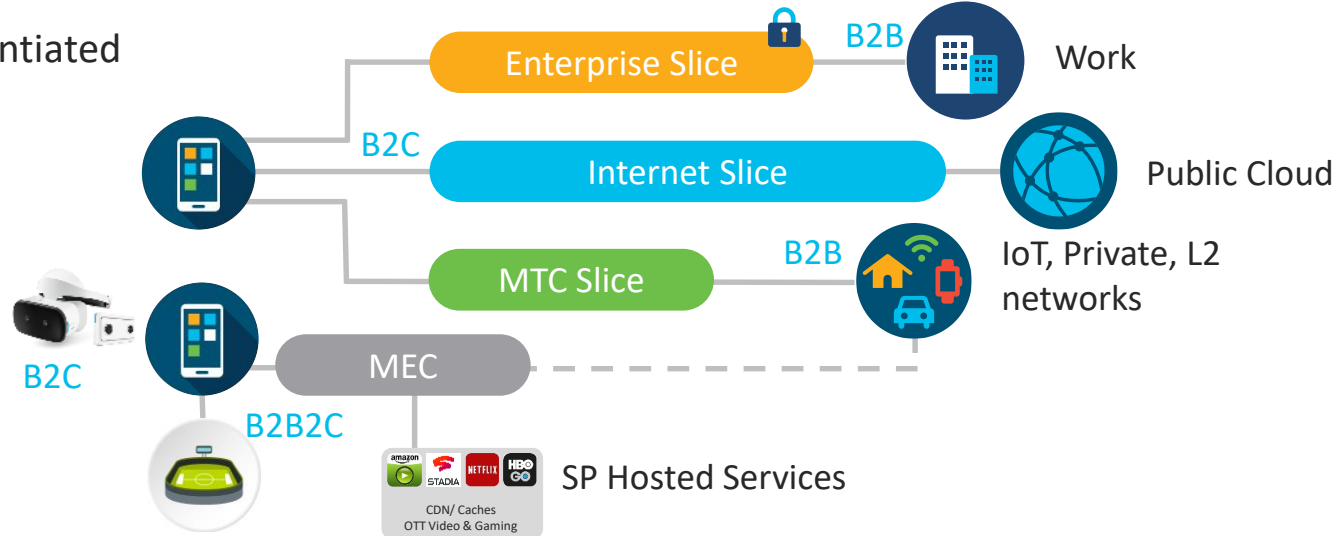 ntiated
Enterprise Slice
B2B
Work
B2C
Internet Slice
Public Cloud
MTC Slice
B2B
IoT, Private, L2
networks
B2C
MEC
B2B2C
amazon
STADIA
NETFLIX
HBO
GO
SP Hosted Services
CDN/ Caches
OTT Video & Gaming